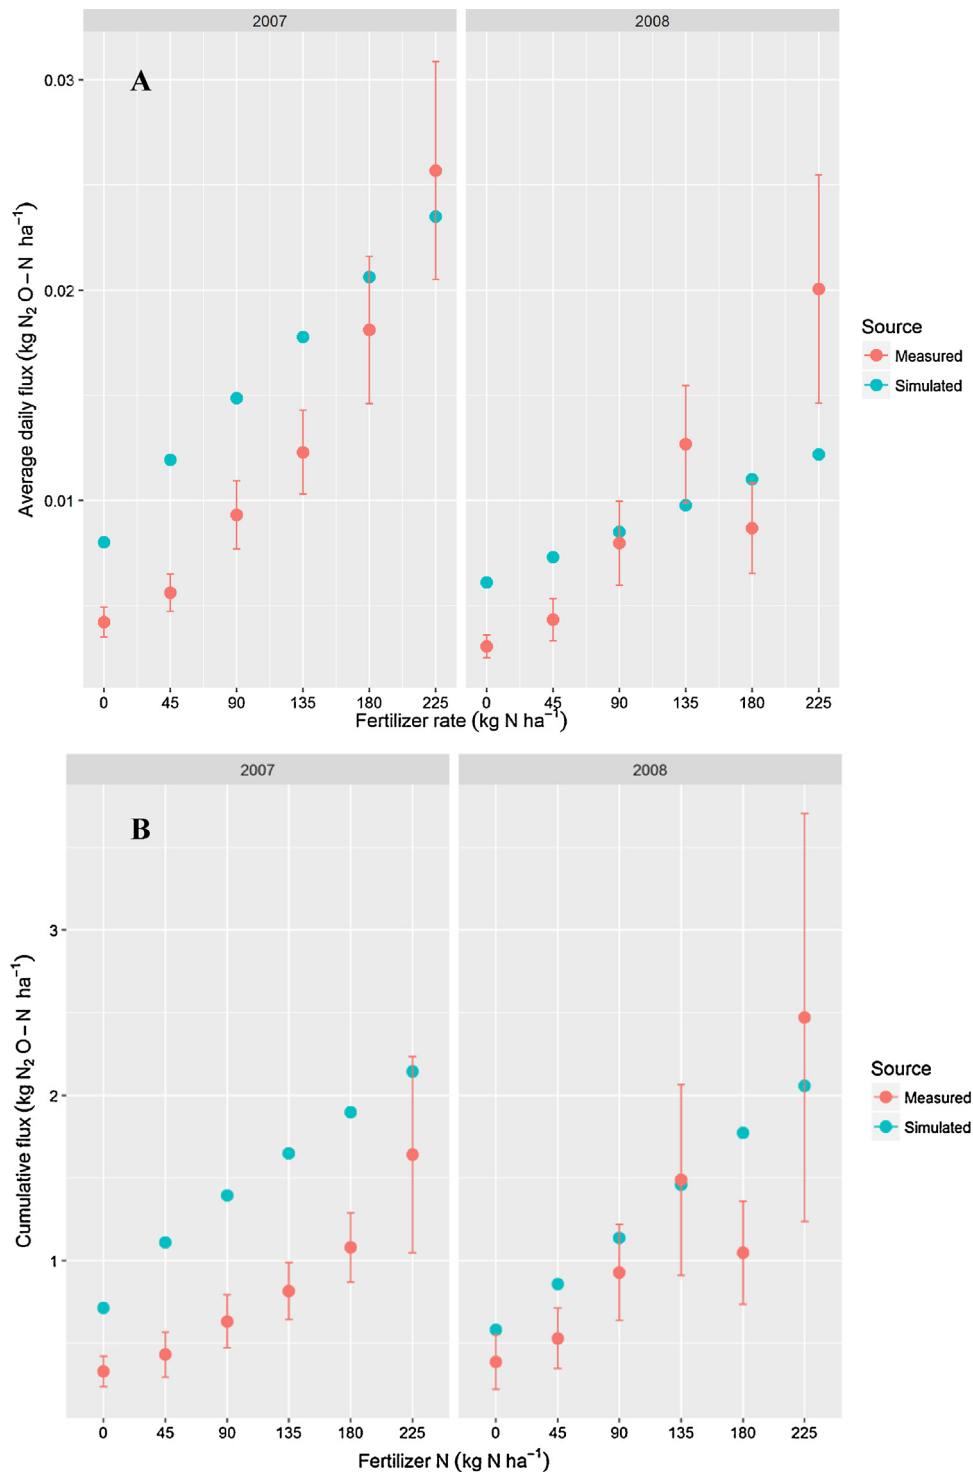 2007 2008
A
0.03
0.02
0.01
Average daily flux (kg N₂ O – N ha⁻¹)
0 45 90 135 180 225 0 45 90 135 180 225
Fertilizer rate (kg N ha⁻¹)
Source
Measured
Simulated
2007 2008
B
3
2
1
Cumulative flux (kg N₂ O – N ha⁻¹)
0 45 90 135 180 225 0 45 90 135 180 225
Fertilizer N (kg N ha⁻¹)
Source
Measured
Simulated